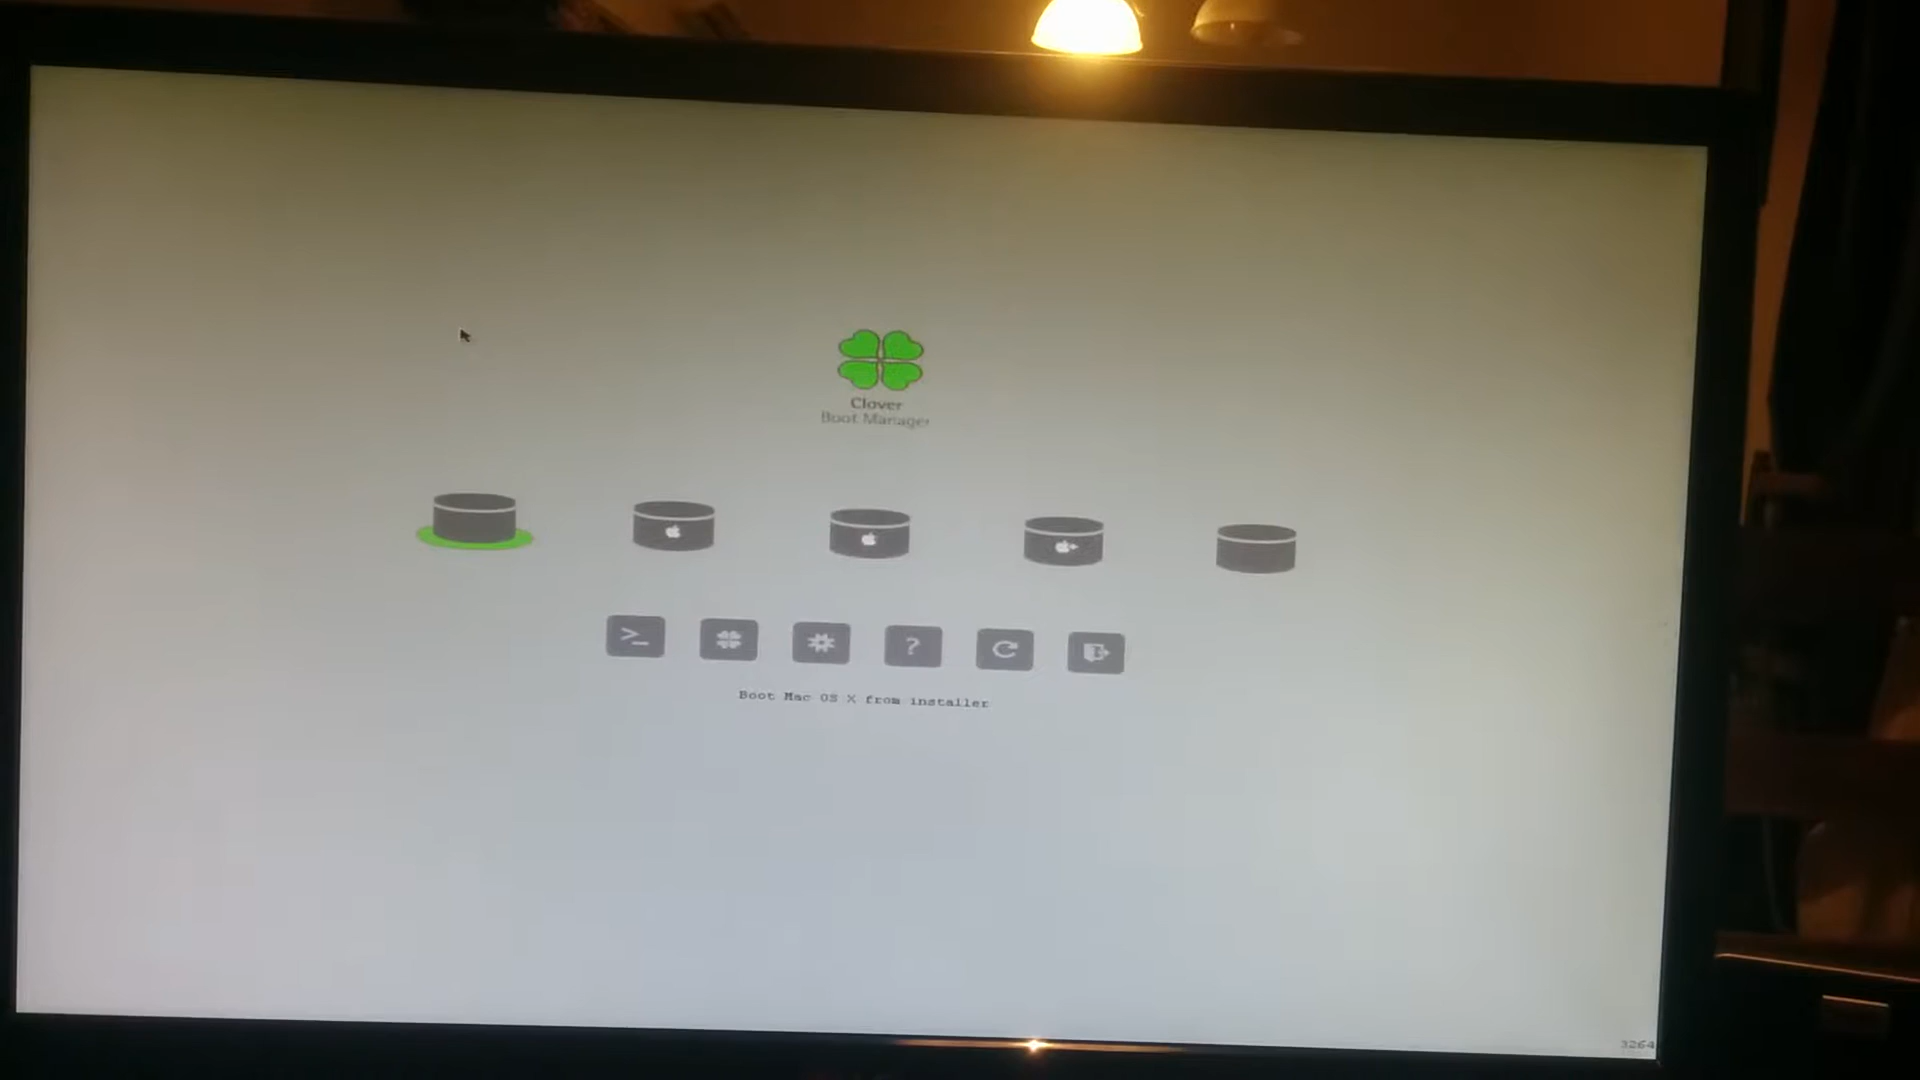 Clover
Boot Manager
>_
?
Boot Mac OS X from installer
3264